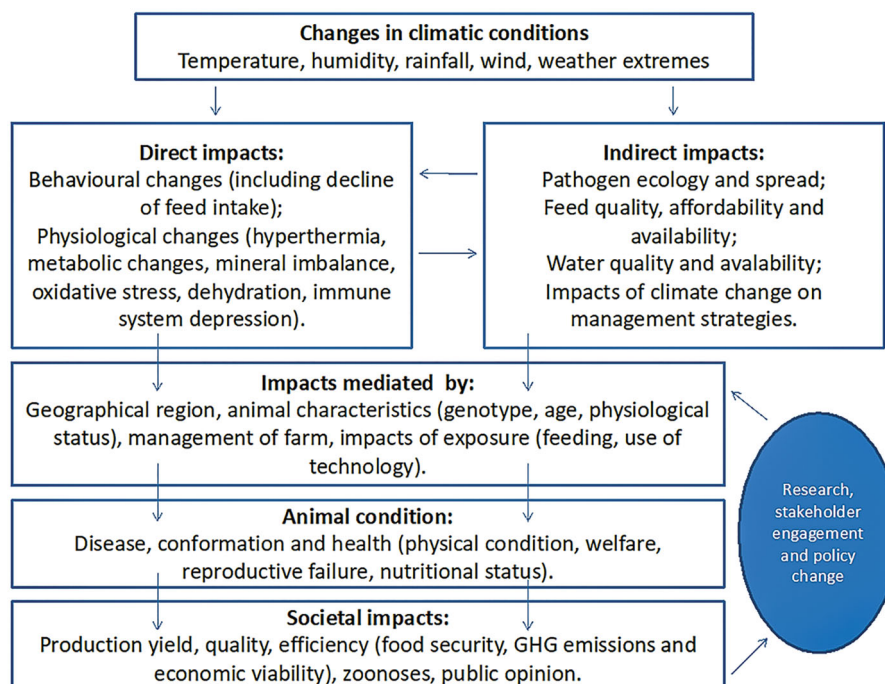 Changes in climatic conditions
Temperature, humidity, rainfall, wind, weather extremes
Direct impacts:
Behavioural changes (including decline
of feed intake);
Physiological changes (hyperthermia,
metabolic changes, mineral imbalance,
oxidative stress, dehydration, immune
system depression).
Indirect impacts:
Pathogen ecology and spread;
Feed quality, affordability and
availability;
Water quality and avalability;
Impacts of climate change on
management strategies.
Impacts mediated by:
Geographical region, animal characteristics (genotype, age, physiological
status), management of farm, impacts of exposure (feeding, use of
technology).
Animal condition:
Disease, conformation and health (physical condition, welfare,
reproductive failure, nutritional status).
Societal impacts:
Production yield, quality, efficiency (food security, GHG emissions and
economic viability), zoonoses, public opinion.
Research,
stakeholder
engagement
and policy
change